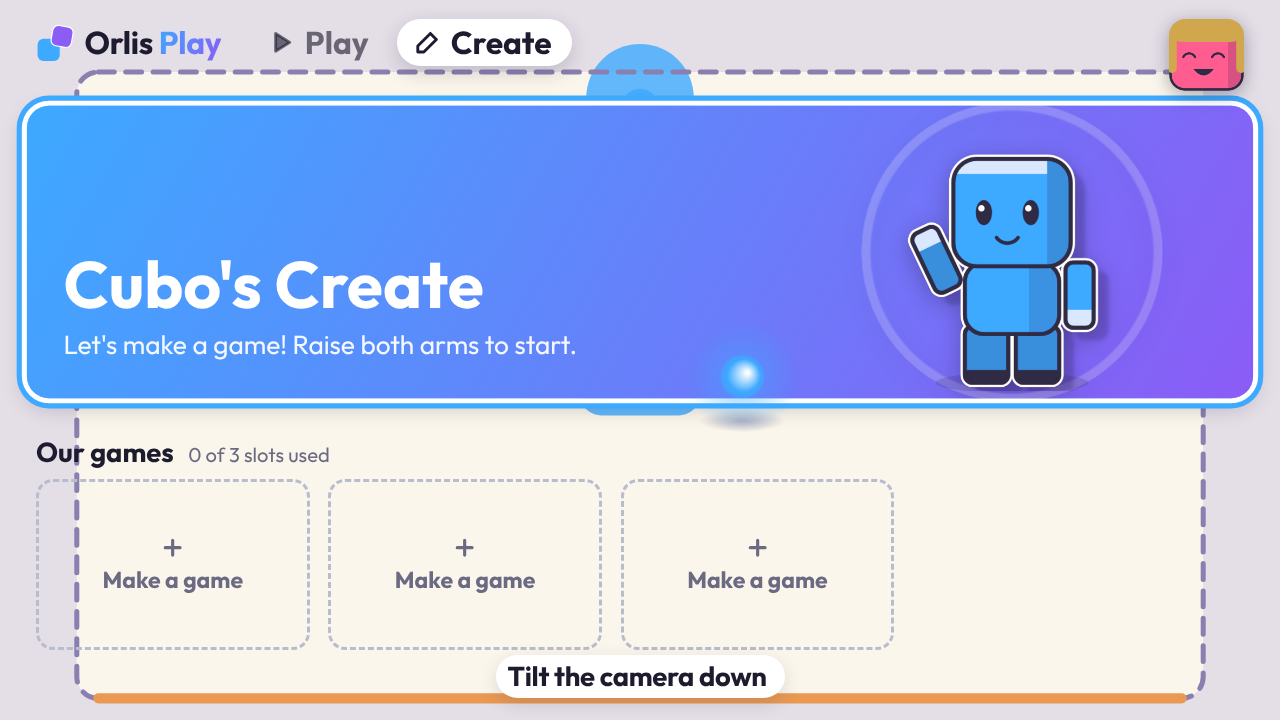 Orlis Play
Play
Create
Cubo's Create
Let's make a game! Raise both arms to start.
Our games 0 of 3 slots used
Make a game
Make a game
Make a game
Tilt the camera down